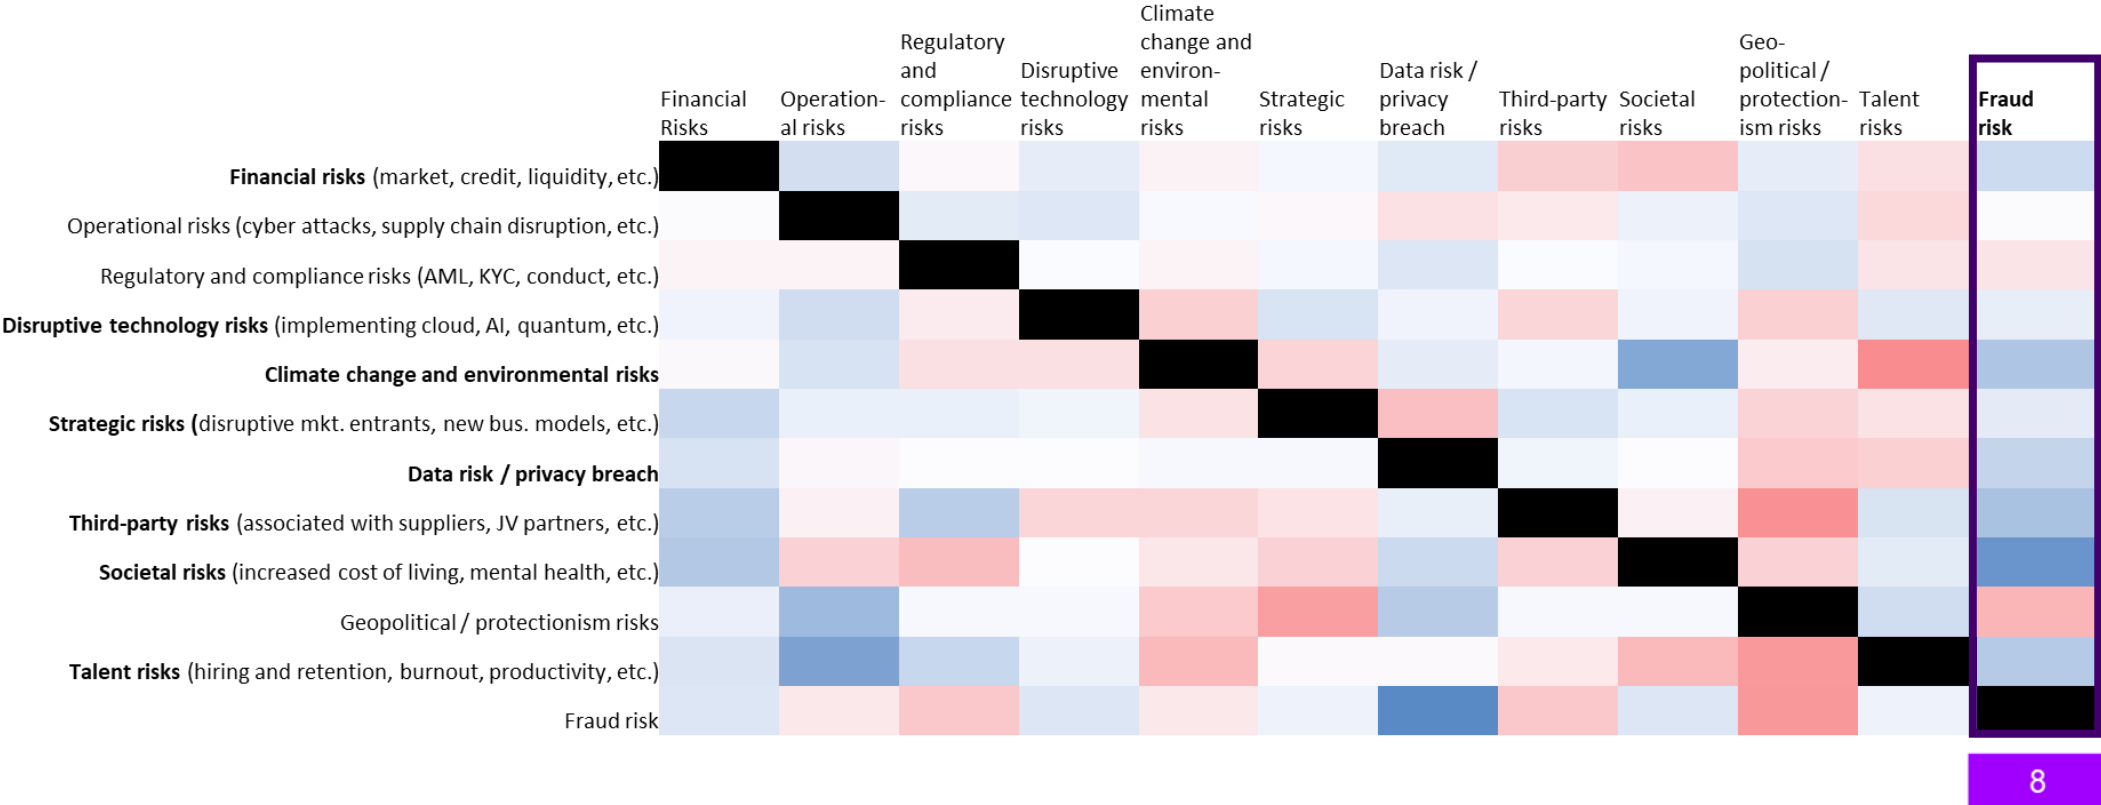 Financial
Risks
Operation-
al risks
Regulatory
and
compliance
risks
Disruptive
technology
risks
Climate
change and
environ-
mental
risks
Strategic
risks
Data risk /
privacy
breach
Third-party
risks
Societal
risks
Geo-
political /
protection-
ism risks
Talent
risks
Fraud
risk
Financial risks (market, credit, liquidity, etc.)
Operational risks (cyber attacks, supply chain disruption, etc.)
Regulatory and compliance risks (AML, KYC, conduct, etc.)
Disruptive technology risks (implementing cloud, AI, quantum, etc.)
Climate change and environmental risks
Strategic risks (disruptive mkt. entrants, new bus. models, etc.)
Data risk / privacy breach
Third-party risks (associated with suppliers, JV partners, etc.)
Societal risks (increased cost of living, mental health, etc.)
Geopolitical / protectionism risks
Talent risks (hiring and retention, burnout, productivity, etc.)
Fraud risk
8